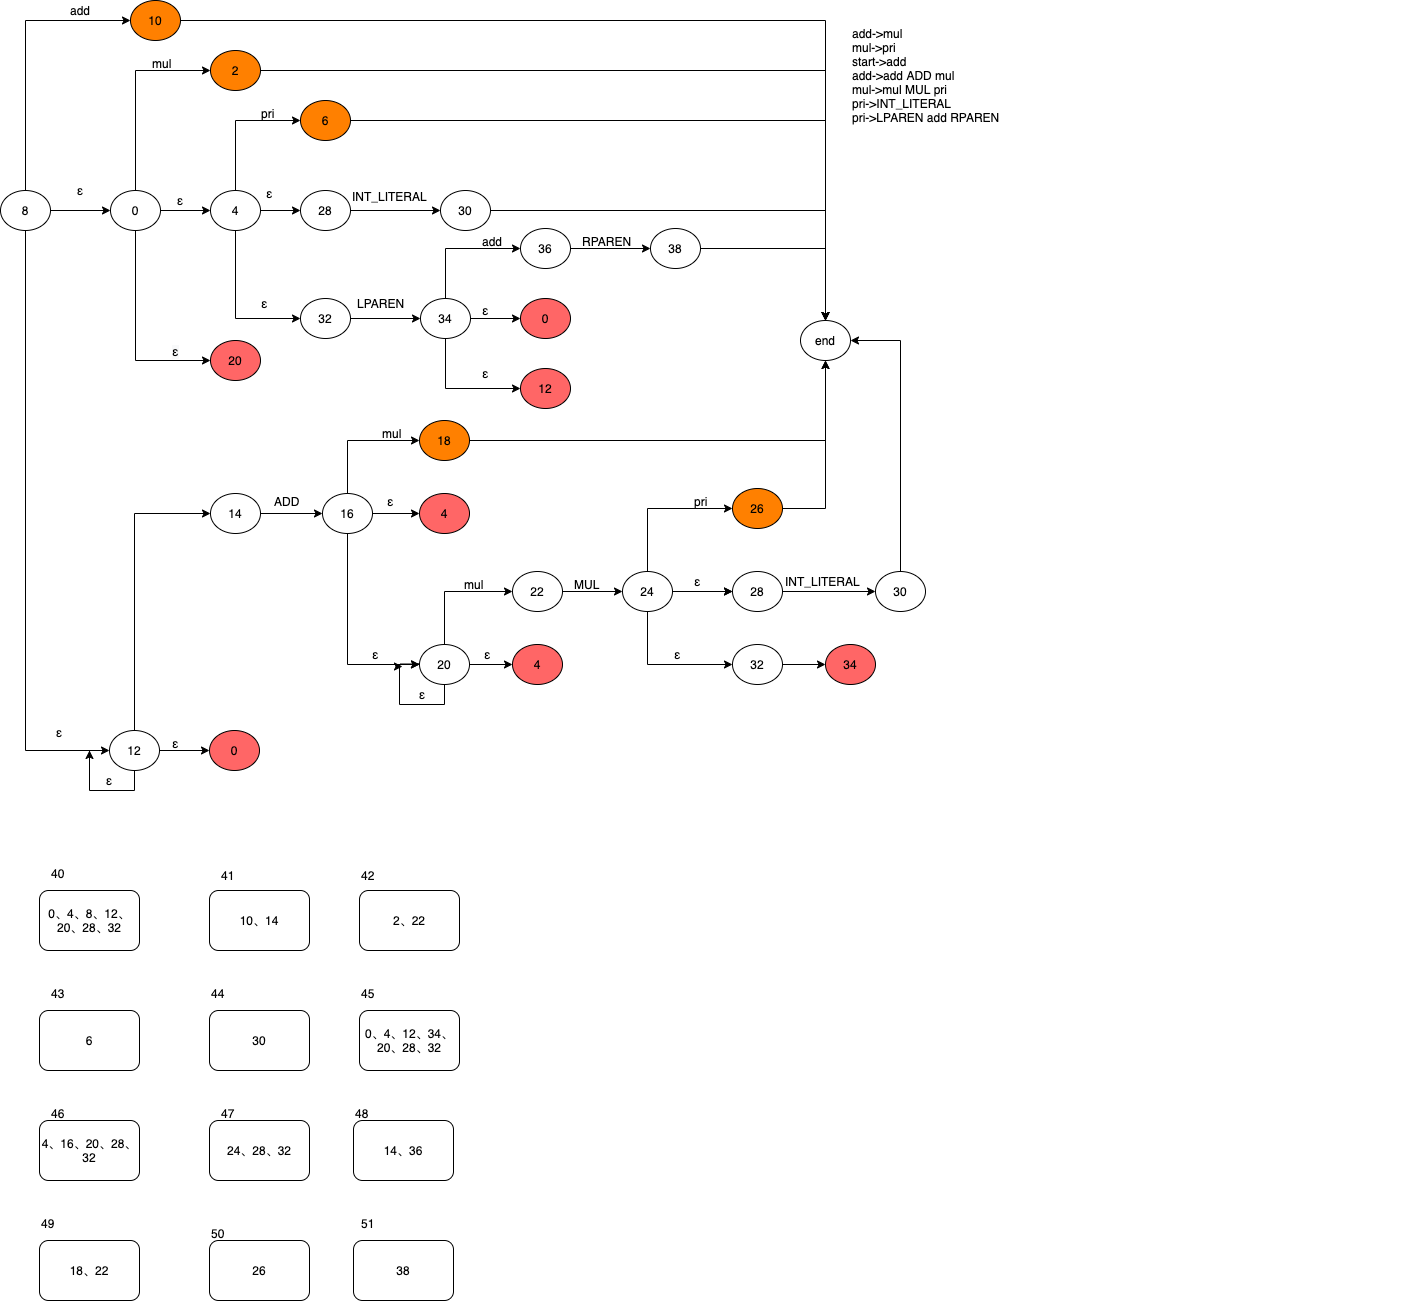 add
10
add->mul
mul->pri
start->add
add->add ADD mul
mul->mul MUL pri
pri->INT_LITERAL
pri->LPAREN add RPAREN
mul
2
pri
6
8
ε
0
ε
4
ε
28
INT_LITERAL
30
add
36
RPAREN
38
ε
32
LPAREN
34
ε
0
end
ε
20
ε
12
mul
18
14
ADD
16
ε
4
pri
26
mul
22
MUL
24
ε
28
INT_LITERAL
30
ε
20
ε
4
ε
32
34
ε
ε
12
ε
0
ε
40
0、4、8、12、
20、28、32
41
10、14
42
2、22
43
6
44
30
45
0、4、12、34、
20、28、32
46
4、16、20、28、
32
47
24、28、32
48
14、36
49
18、22
50
26
51
38